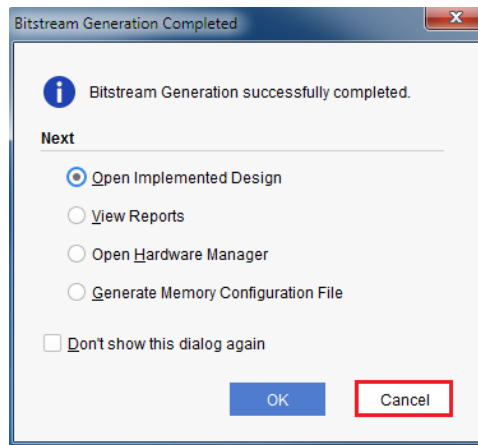 Bitstream Generation Completed
Bitstream Generation successfully completed.
Next
Open Implemented Design
View Reports
Open Hardware Manager
Generate Memory Configuration File
Don't show this dialog again
OK
Cancel